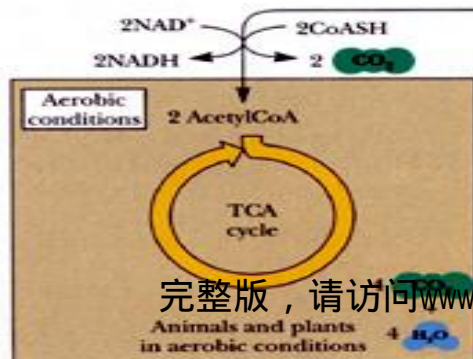 2NAD⁺ 2CoASH
2NADH 2 CO₂
Aerobic
conditions
2 AcetylCoA
TCA
cycle
CO₂
完整版，请访问www
Animals and plants
in aerobic conditions
4 H₂O